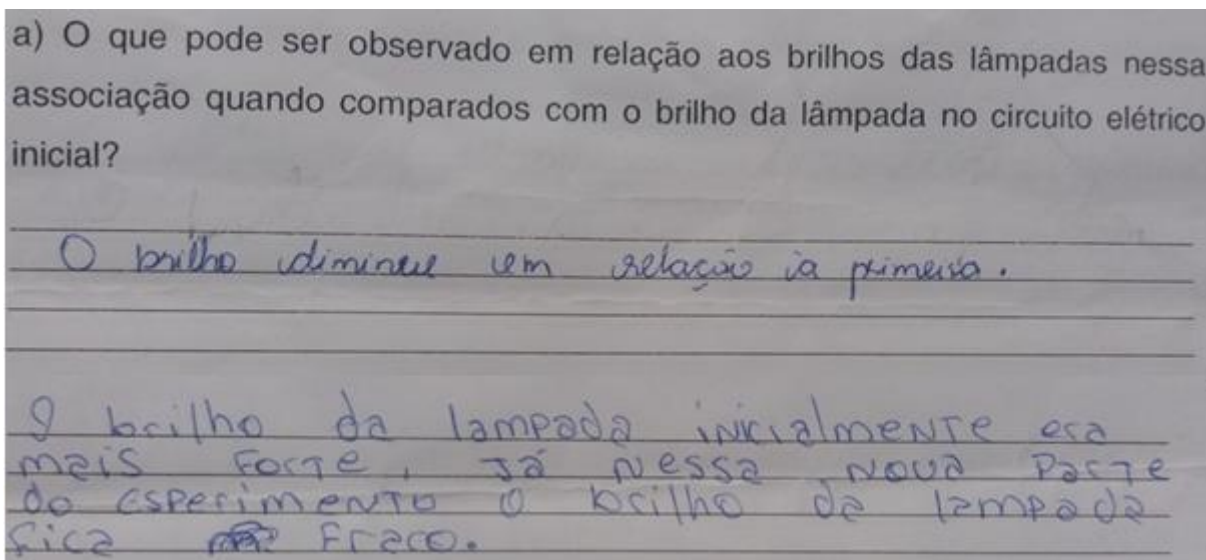 a) O que pode ser observado em relação aos brilhos das lâmpadas nessa
associação quando comparados com o brilho da lâmpada no circuito elétrico
inicial?
O brilho diminui em relação a primeira.
O brilho da lampada inicialmente era
mais forte, já nessa nova parte
do esperimento o brilho da lampada
fica fraco.